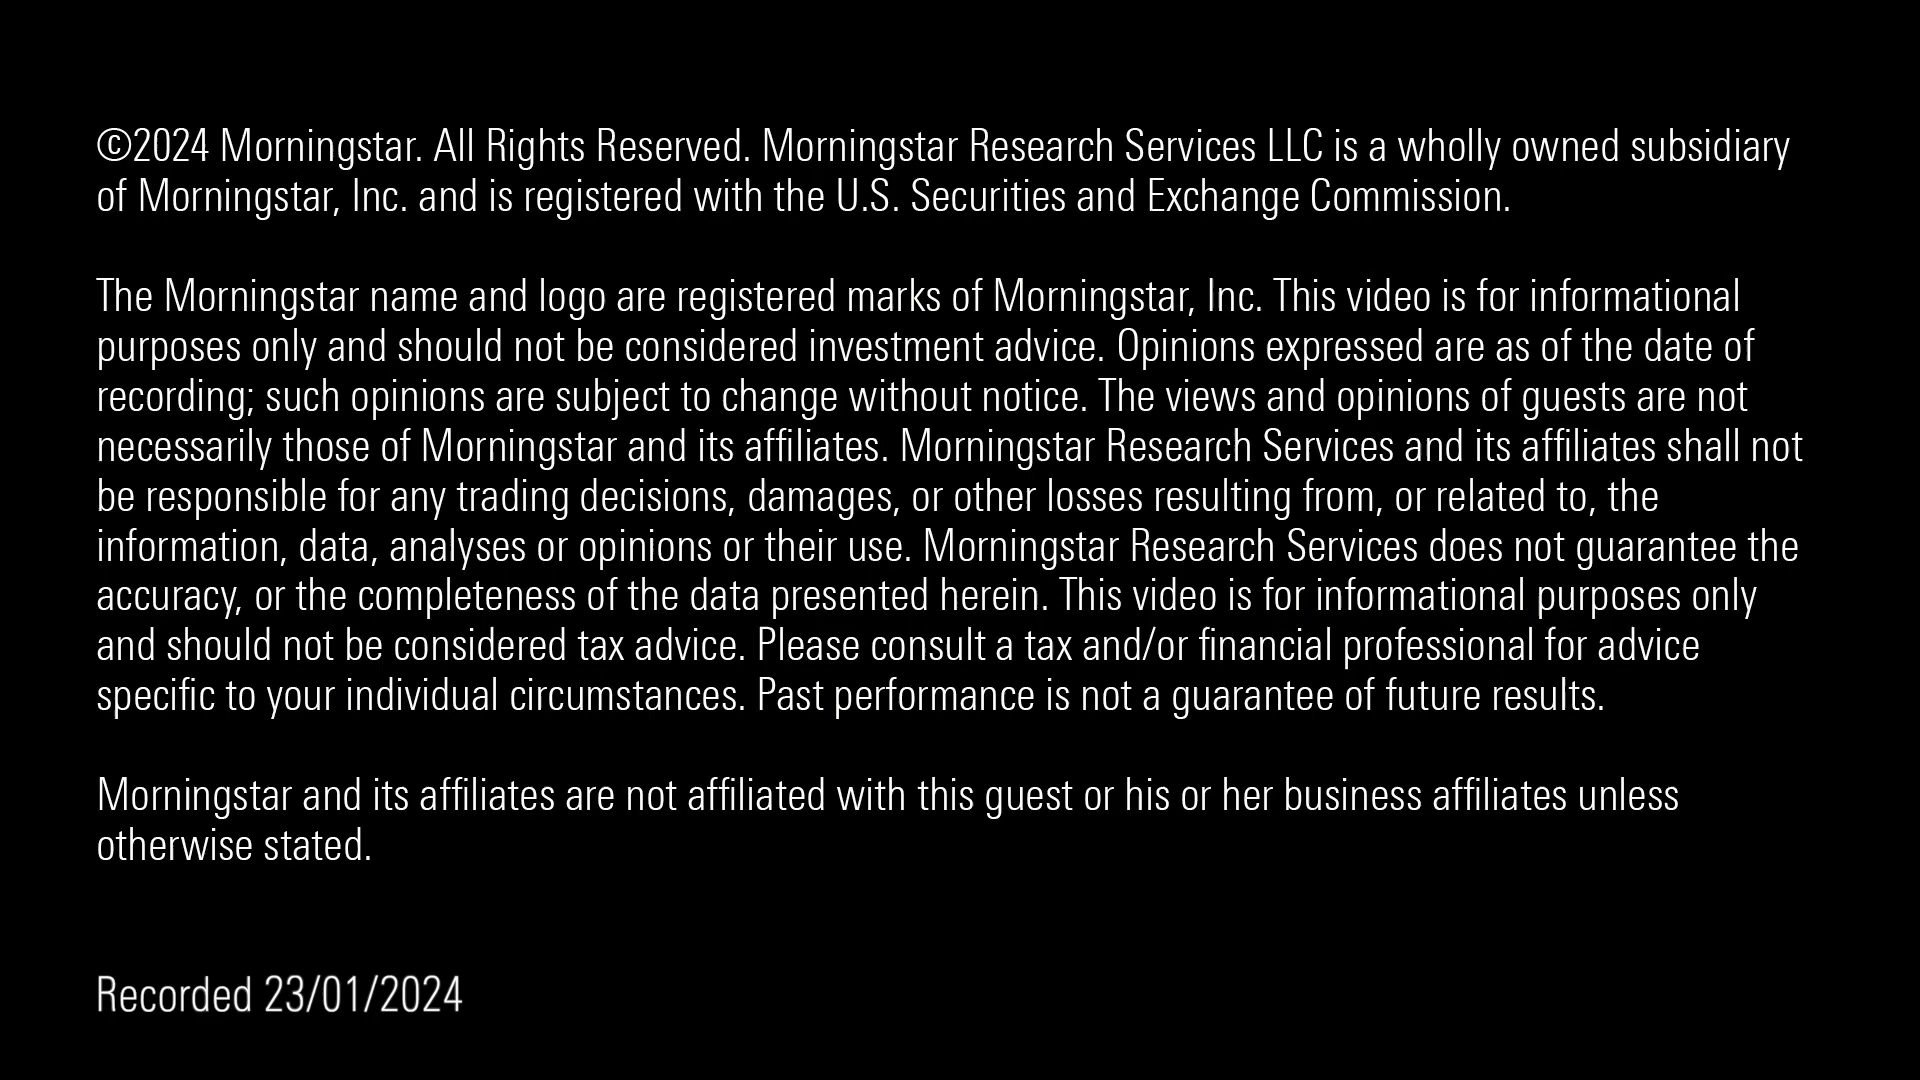 ©2024 Morningstar. All Rights Reserved. Morningstar Research Services LLC is a wholly owned subsidiary
of Morningstar, Inc. and is registered with the U.S. Securities and Exchange Commission.
The Morningstar name and logo are registered marks of Morningstar, Inc. This video is for informational
purposes only and should not be considered investment advice. Opinions expressed are as of the date of
recording; such opinions are subject to change without notice. The views and opinions of guests are not
necessarily those of Morningstar and its affiliates. Morningstar Research Services and its affiliates shall not
be responsible for any trading decisions, damages, or other losses resulting from, or related to, the
information, data, analyses or opinions or their use. Morningstar Research Services does not guarantee the
accuracy, or the completeness of the data presented herein. This video is for informational purposes only
and should not be considered tax advice. Please consult a tax and/or financial professional for advice
specific to your individual circumstances. Past performance is not a guarantee of future results.
Morningstar and its affiliates are not affiliated with this guest or his or her business affiliates unless
otherwise stated.
Recorded 23/01/2024